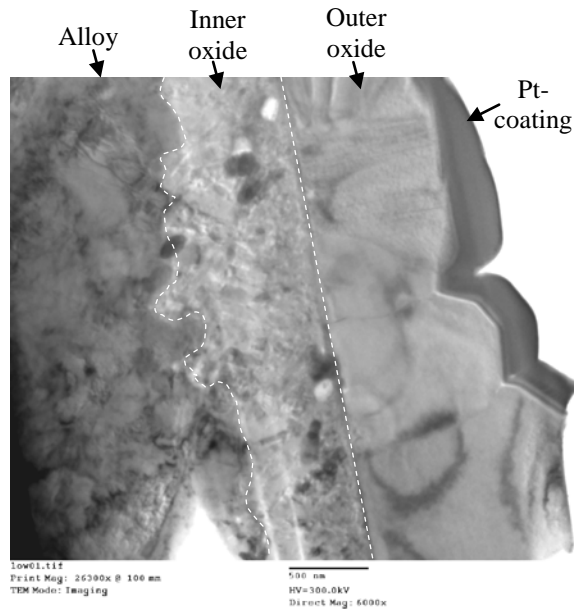 Alloy
Inner
oxide
Outer
oxide
Pt-
coating
low01.tif
Print Mag: 26300x @ 100 mm
TEM Mode: Imaging
500 nm
HV=300.0kV
Direct Mag: 6000x